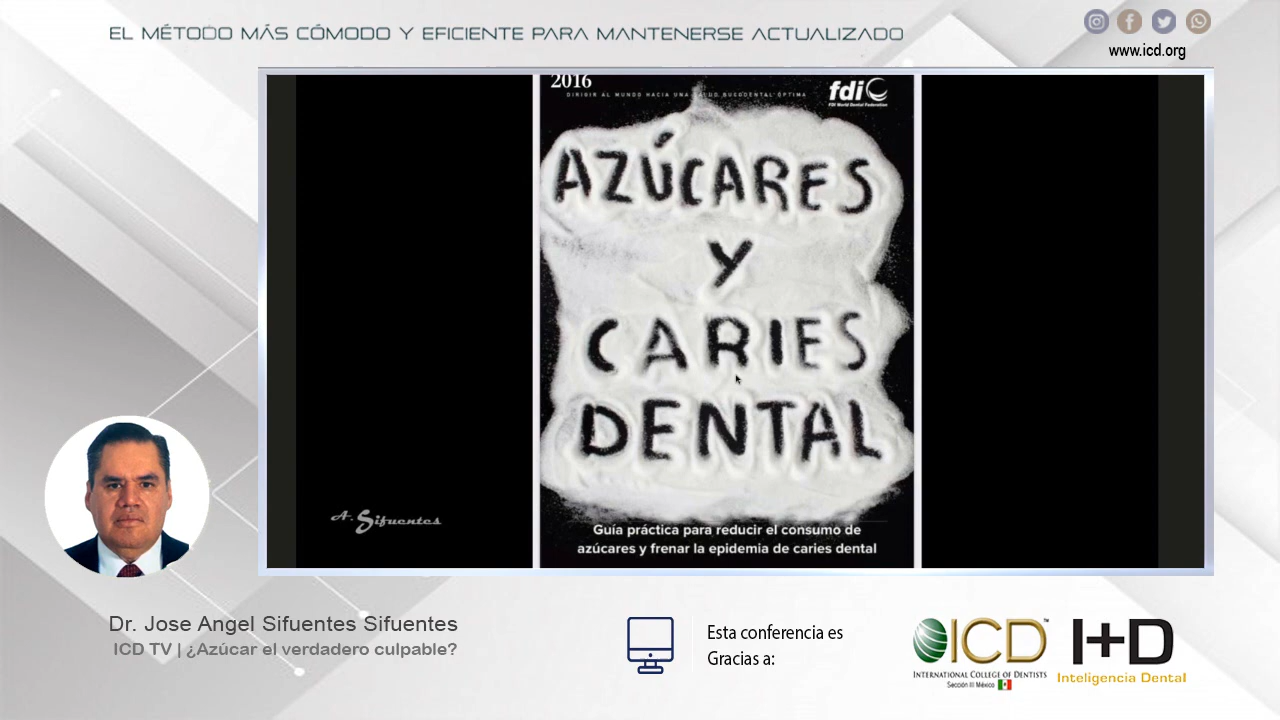 EL MÉTODO MÁS CÓMODO Y EFICIENTE PARA MANTENERSE ACTUALIZADO
www.icd.org
2016
DIRIGIR AL MUNDO HACIA UNA SALUD BUCODENTAL ÓPTIMA
fdi
FDI World Dental Federation
AZÚCARES
Y
CARIES
DENTAL
A. Sifuentes
Guía práctica para reducir el consumo de
azúcares y frenar la epidemia de caries dental
Dr. Jose Angel Sifuentes Sifuentes
ICD TV | ¿Azúcar el verdadero culpable?
Esta conferencia es
Gracias a:
ICD™
INTERNATIONAL COLLEGE OF DENTISTS
Sección III México
I+D
Inteligencia Dental